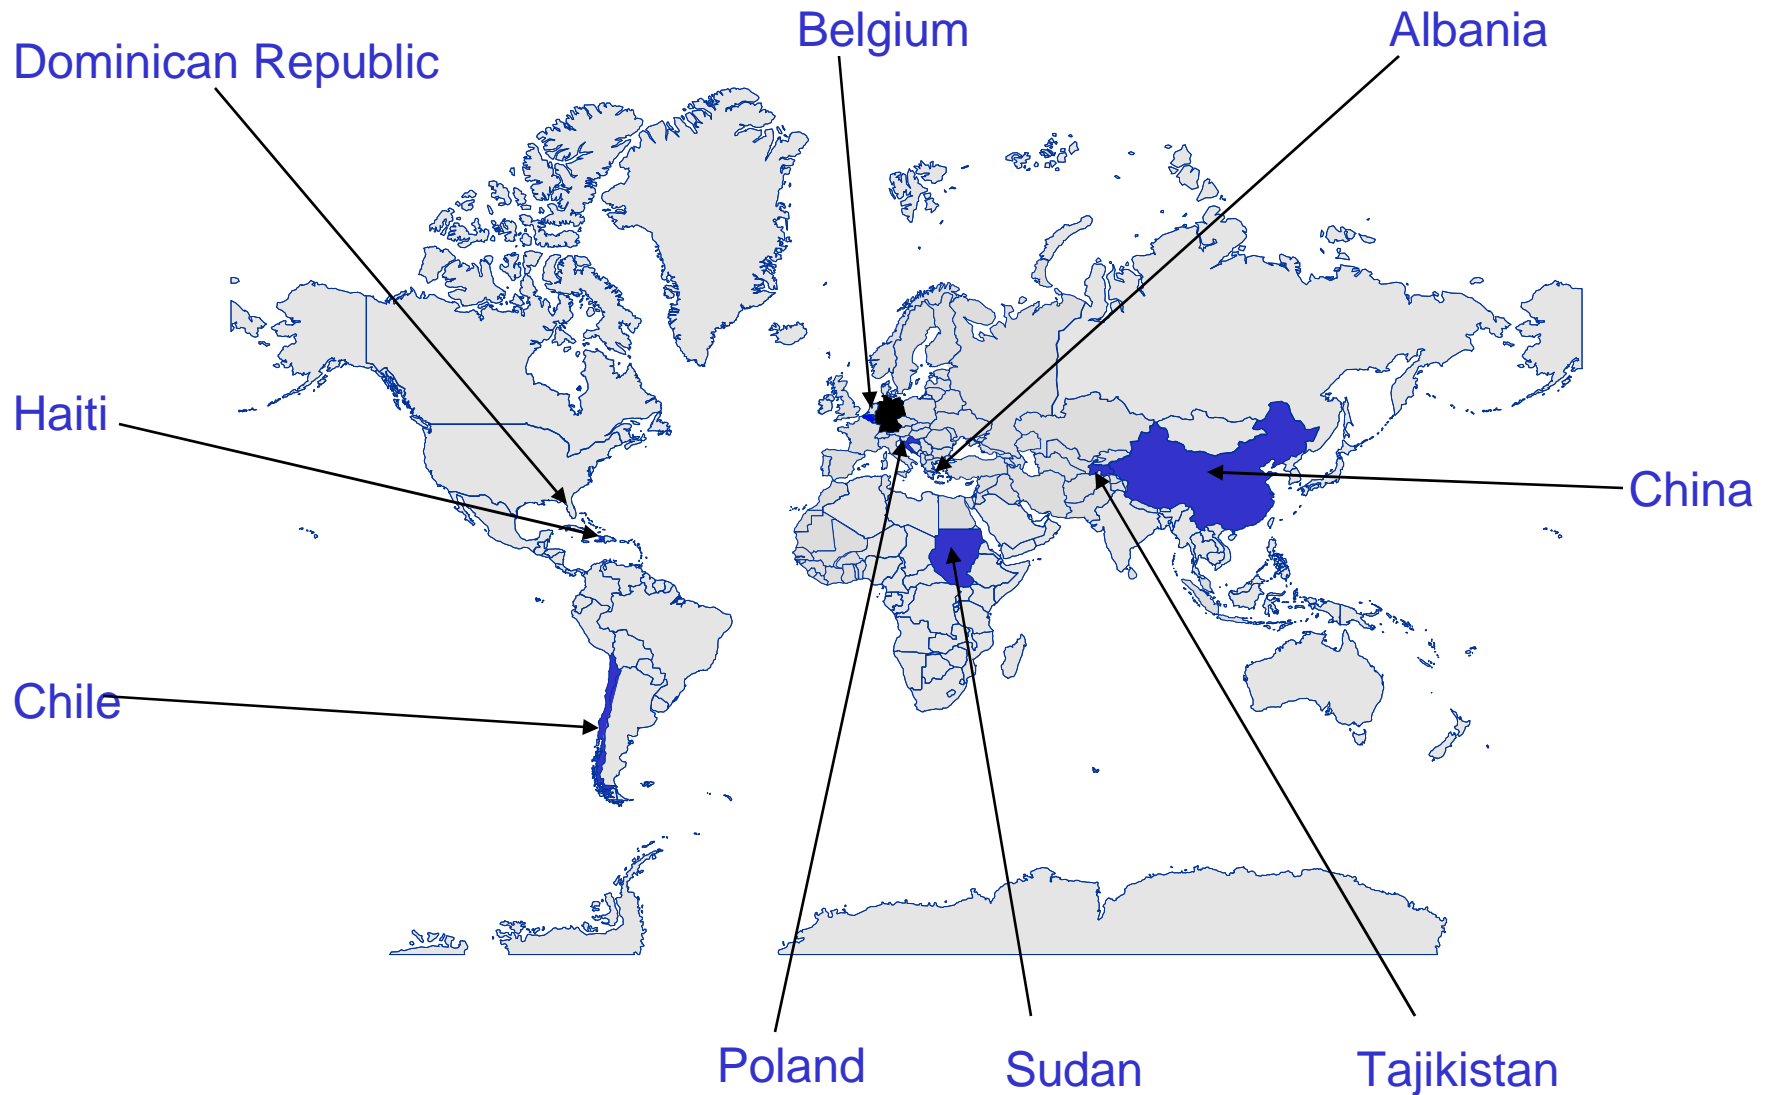 Belgium
Albania
Dominican Republic
Haiti
China
Chile
Poland
Sudan
Tajikistan